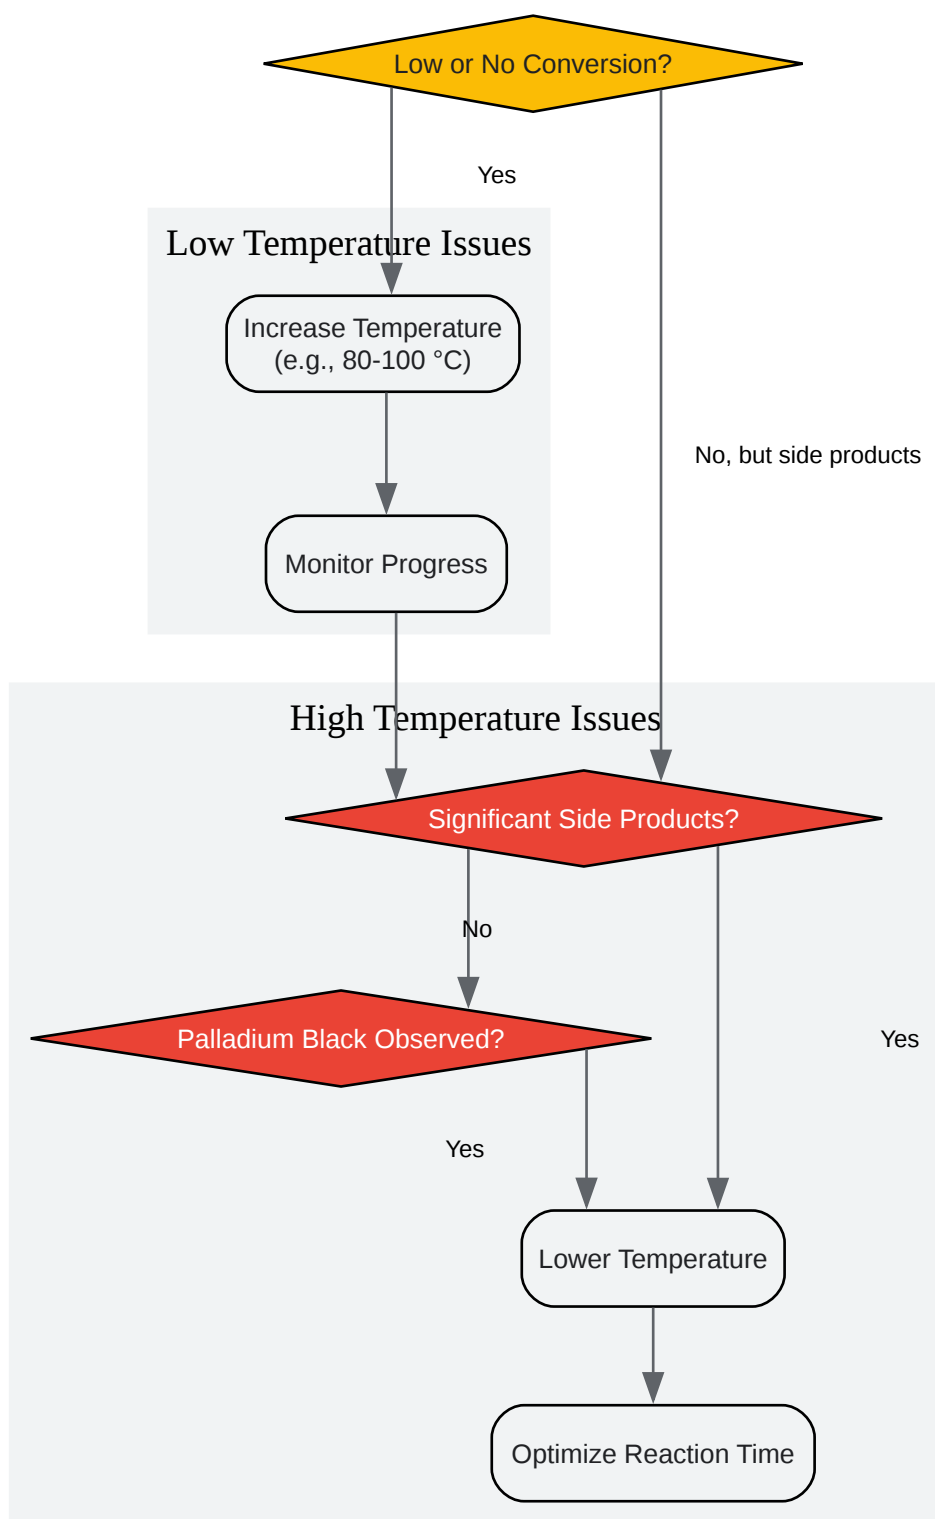 Low or No Conversion?
Yes
Low Temperature Issues
Increase Temperature
(e.g., 80-100 °C)
No, but side products
Monitor Progress
High Temperature Issues
Significant Side Products?
No
Palladium Black Observed?
Yes
Yes
Lower Temperature
Optimize Reaction Time